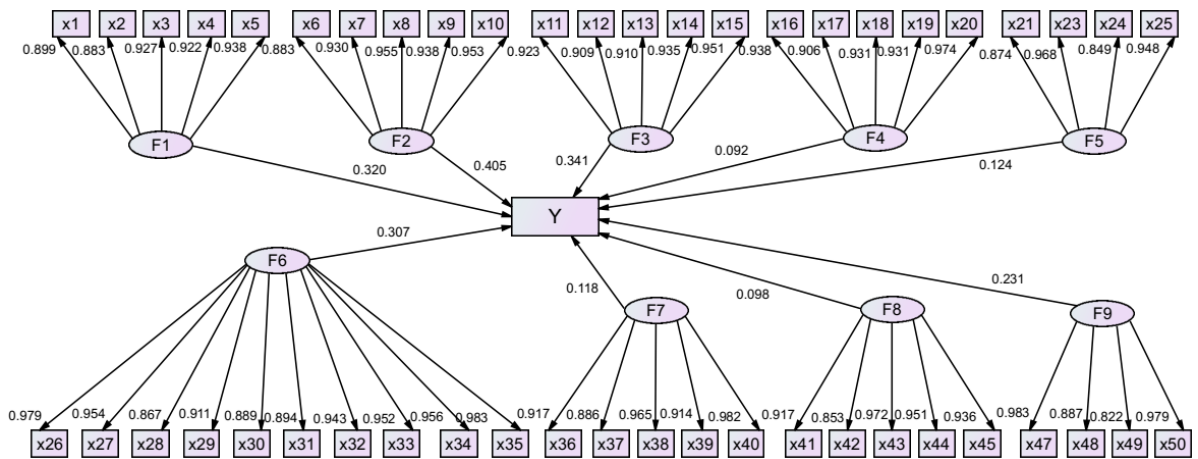 x1 x2 x3 x4 x5 x6 x7 x8 x9 x10 x11 x12 x13 x14 x15 x16 x17 x18 x19 x20 x21 x23 x24 x25
0.899 0.883 0.927 0.922 0.938 0.883 0.930 0.955 0.938 0.953 0.923 0.909 0.910 0.935 0.951 0.938 0.906 0.931 0.931 0.974 0.874 0.968 0.849 0.948
F1 F2 F3 F4 F5
0.320 0.405 0.341 0.092 0.124
Y
0.307
F6
0.118 0.098 0.231
F7 F8 F9
0.979 0.954 0.867 0.911 0.889 0.894 0.943 0.952 0.956 0.983 0.917 0.886 0.965 0.914 0.982 0.917 0.853 0.972 0.951 0.936 0.983 0.887 0.822 0.979
x26 x27 x28 x29 x30 x31 x32 x33 x34 x35 x36 x37 x38 x39 x40 x41 x42 x43 x44 x45 x47 x48 x49 x50